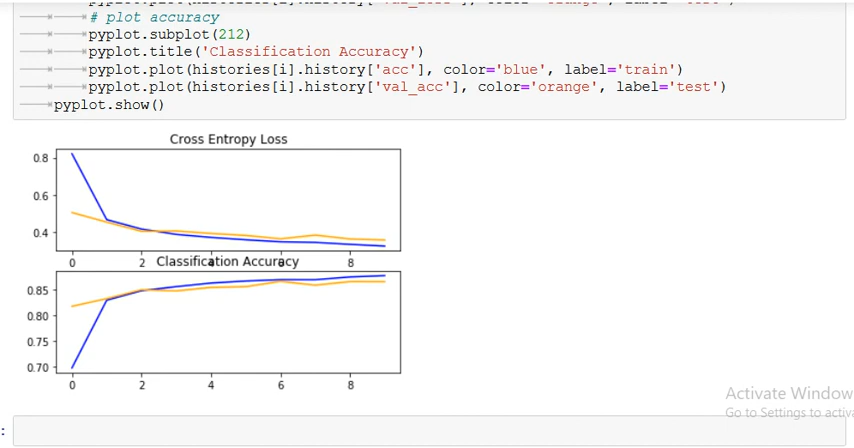 # plot accuracy
pyplot.subplot(212)
pyplot.title('Classification Accuracy')
pyplot.plot(histories[i].history['acc'], color='blue', label='train')
pyplot.plot(histories[i].history['val_acc'], color='orange', label='test')
pyplot.show()
Cross Entropy Loss
0.8
0.6
0.4
0 2 4 6 8
Classification Accuracy
0.85
0.80
0.75
0.70
0 2 4 6 8
Activate Window
Go to Settings to activa
: